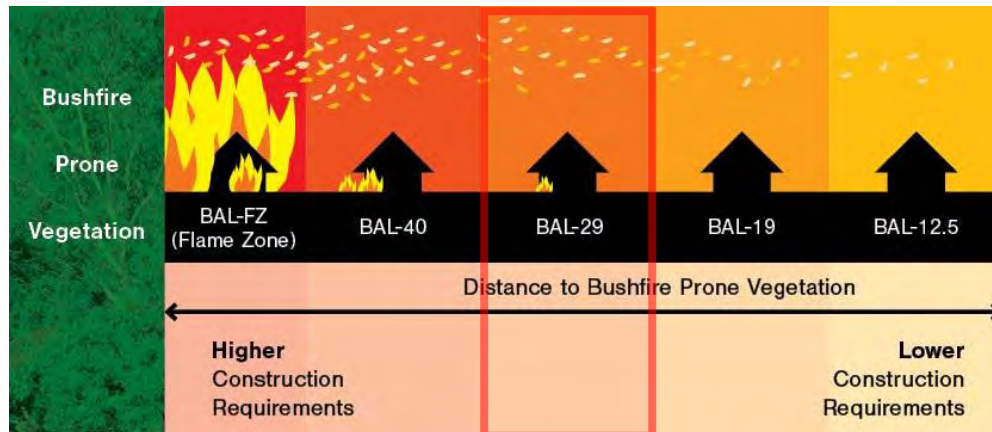 Bushfire
Prone
Vegetation
BAL-FZ
(Flame Zone)
BAL-40
BAL-29
BAL-19
BAL-12.5
Distance to Bushfire Prone Vegetation
Higher
Construction
Requirements
Lower
Construction
Requirements